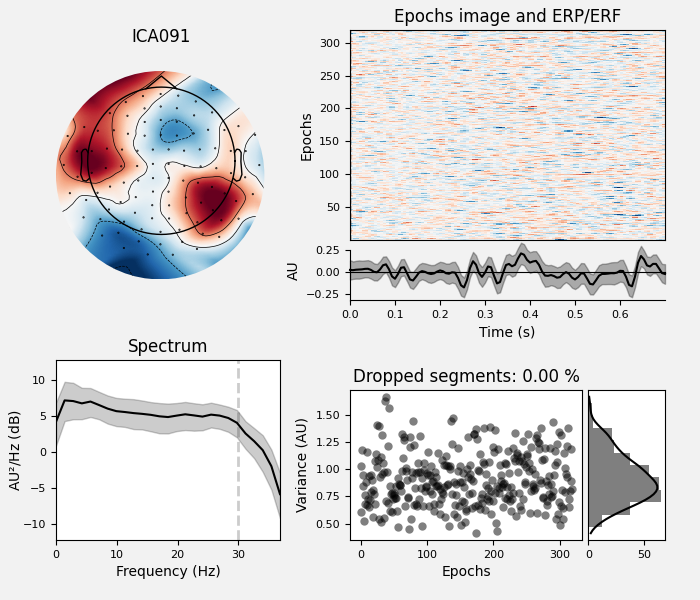 ICA091
Epochs image and ERP/ERF
Epochs
300
250
200
150
100
50
AU
0.25
0.00
−0.25
0.0 0.1 0.2 0.3 0.4 0.5 0.6
Time (s)
Spectrum
AU²/Hz (dB)
10
5
0
−5
−10
0 10 20 30
Frequency (Hz)
Dropped segments: 0.00 %
Variance (AU)
1.50
1.25
1.00
0.75
0.50
0 100 200 300
Epochs
0 50